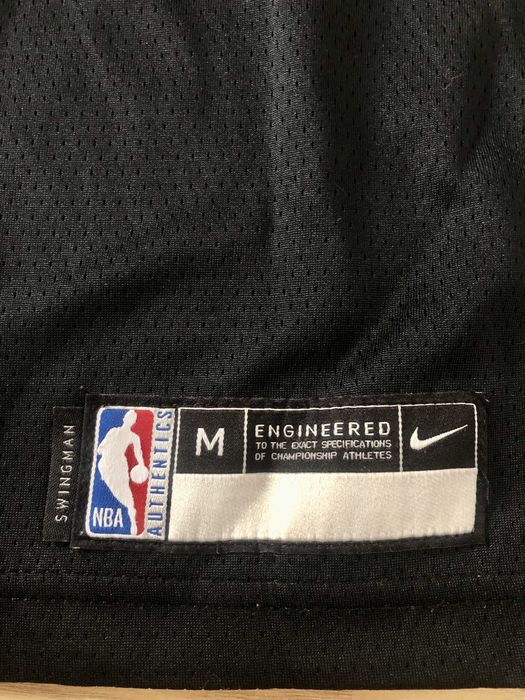 SWINGMAN
NBA
AUTHENTICS
M
ENGINEERED
TO THE EXACT SPECIFICATIONS
OF CHAMPIONSHIP ATHLETES